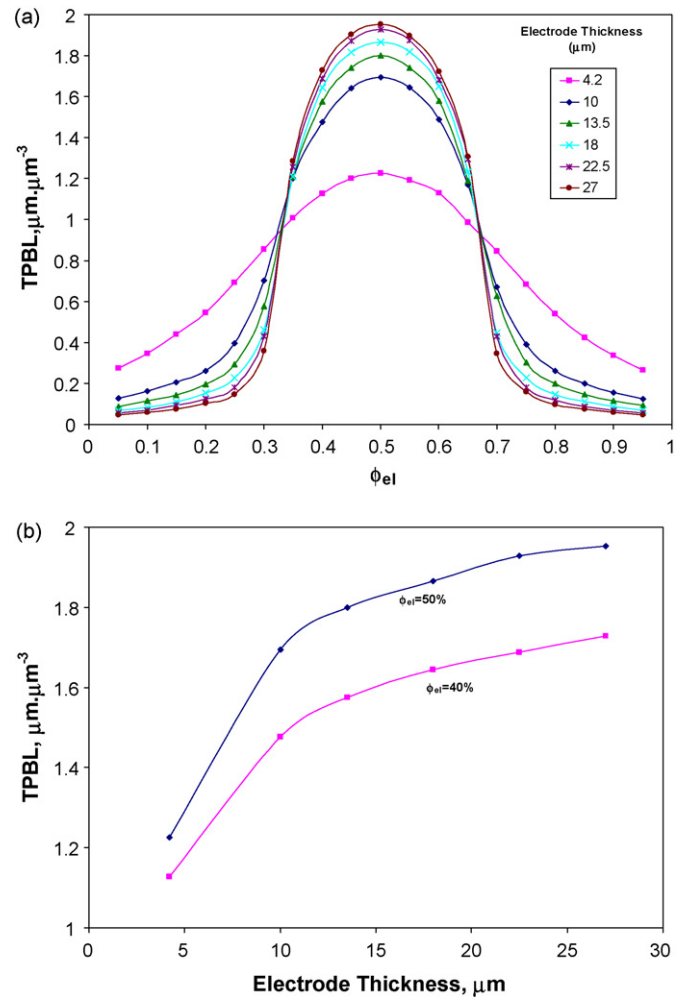 (a)
TPBL,μm.μm-3
2
1.8
1.6
1.4
1.2
1
0.8
0.6
0.4
0.2
0
0 0.1 0.2 0.3 0.4 0.5 0.6 0.7 0.8 0.9 1
ϕel
Electrode Thickness
(μm)
4.2
10
13.5
18
22.5
27
(b)
TPBL, μm.μm-3
2
1.8
1.6
1.4
1.2
1
0 5 10 15 20 25 30
ϕel=50%
ϕel=40%
Electrode Thickness, μm